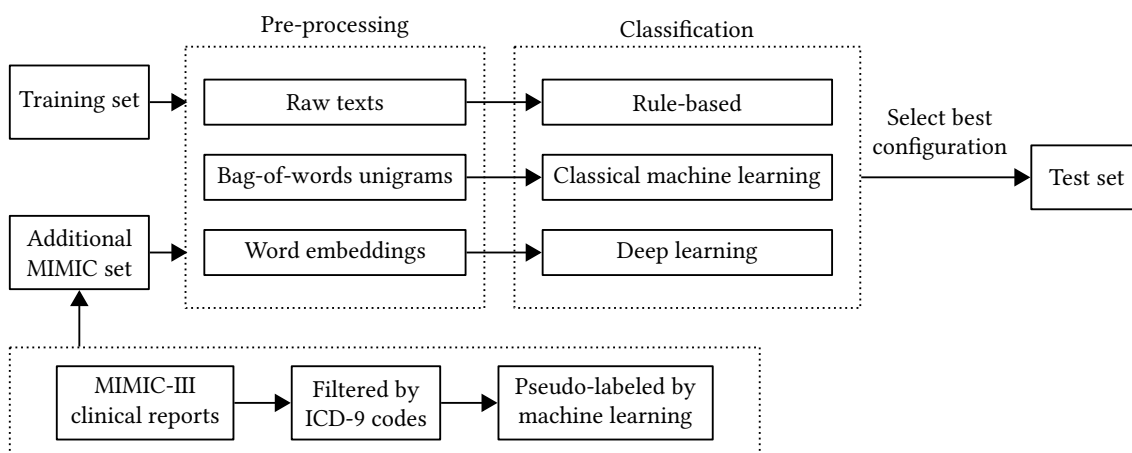 Pre-processing
Classification
Training set
Raw texts
Rule-based
Select best
configuration
Bag-of-words unigrams
Classical machine learning
Test set
Additional
MIMIC set
Word embeddings
Deep learning
MIMIC-III
clinical reports
Filtered by
ICD-9 codes
Pseudo-labeled by
machine learning